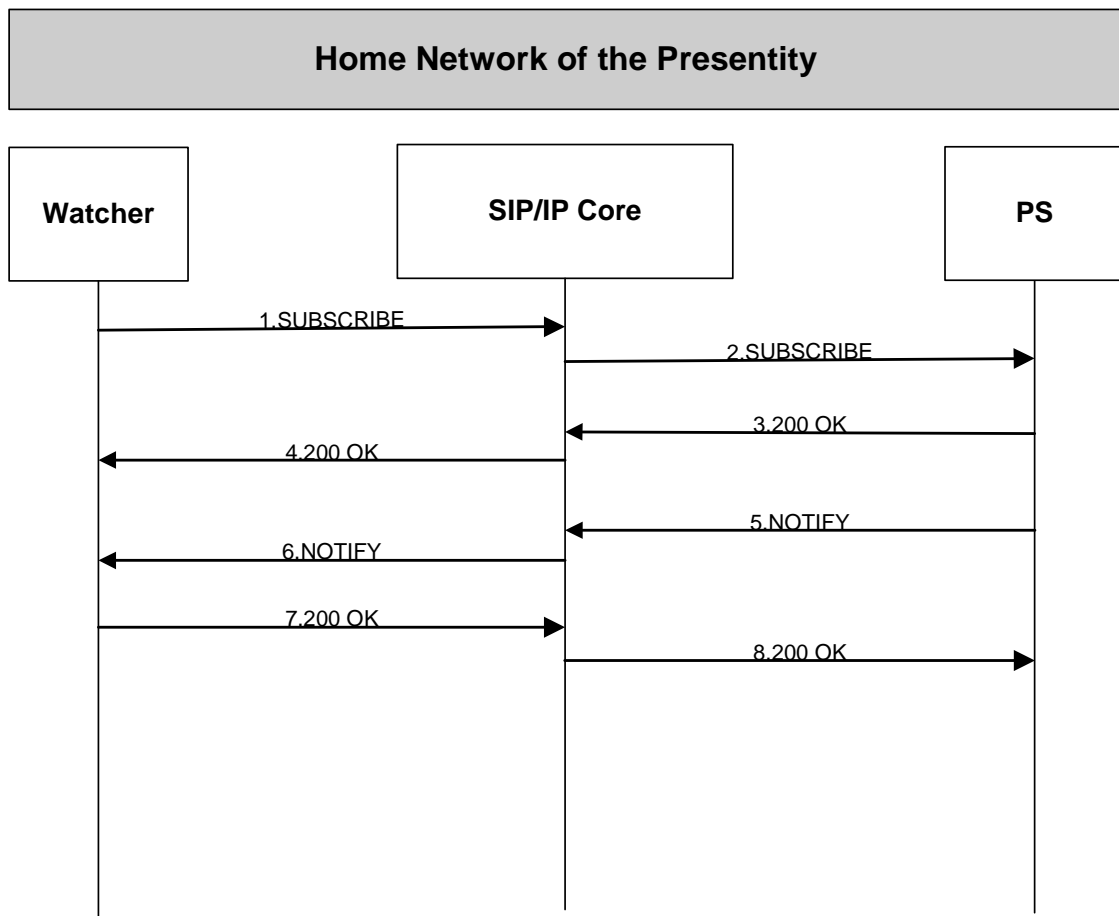 Home Network of the Presentity
Watcher
SIP/IP Core
PS
1.SUBSCRIBE
2.SUBSCRIBE
3.200 OK
4.200 OK
5.NOTIFY
6.NOTIFY
7.200 OK
8.200 OK